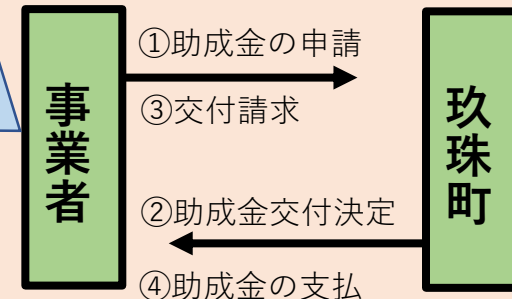 事業者
①助成金の申請
③交付請求
②助成金交付決定
④助成金の支払
玖珠町